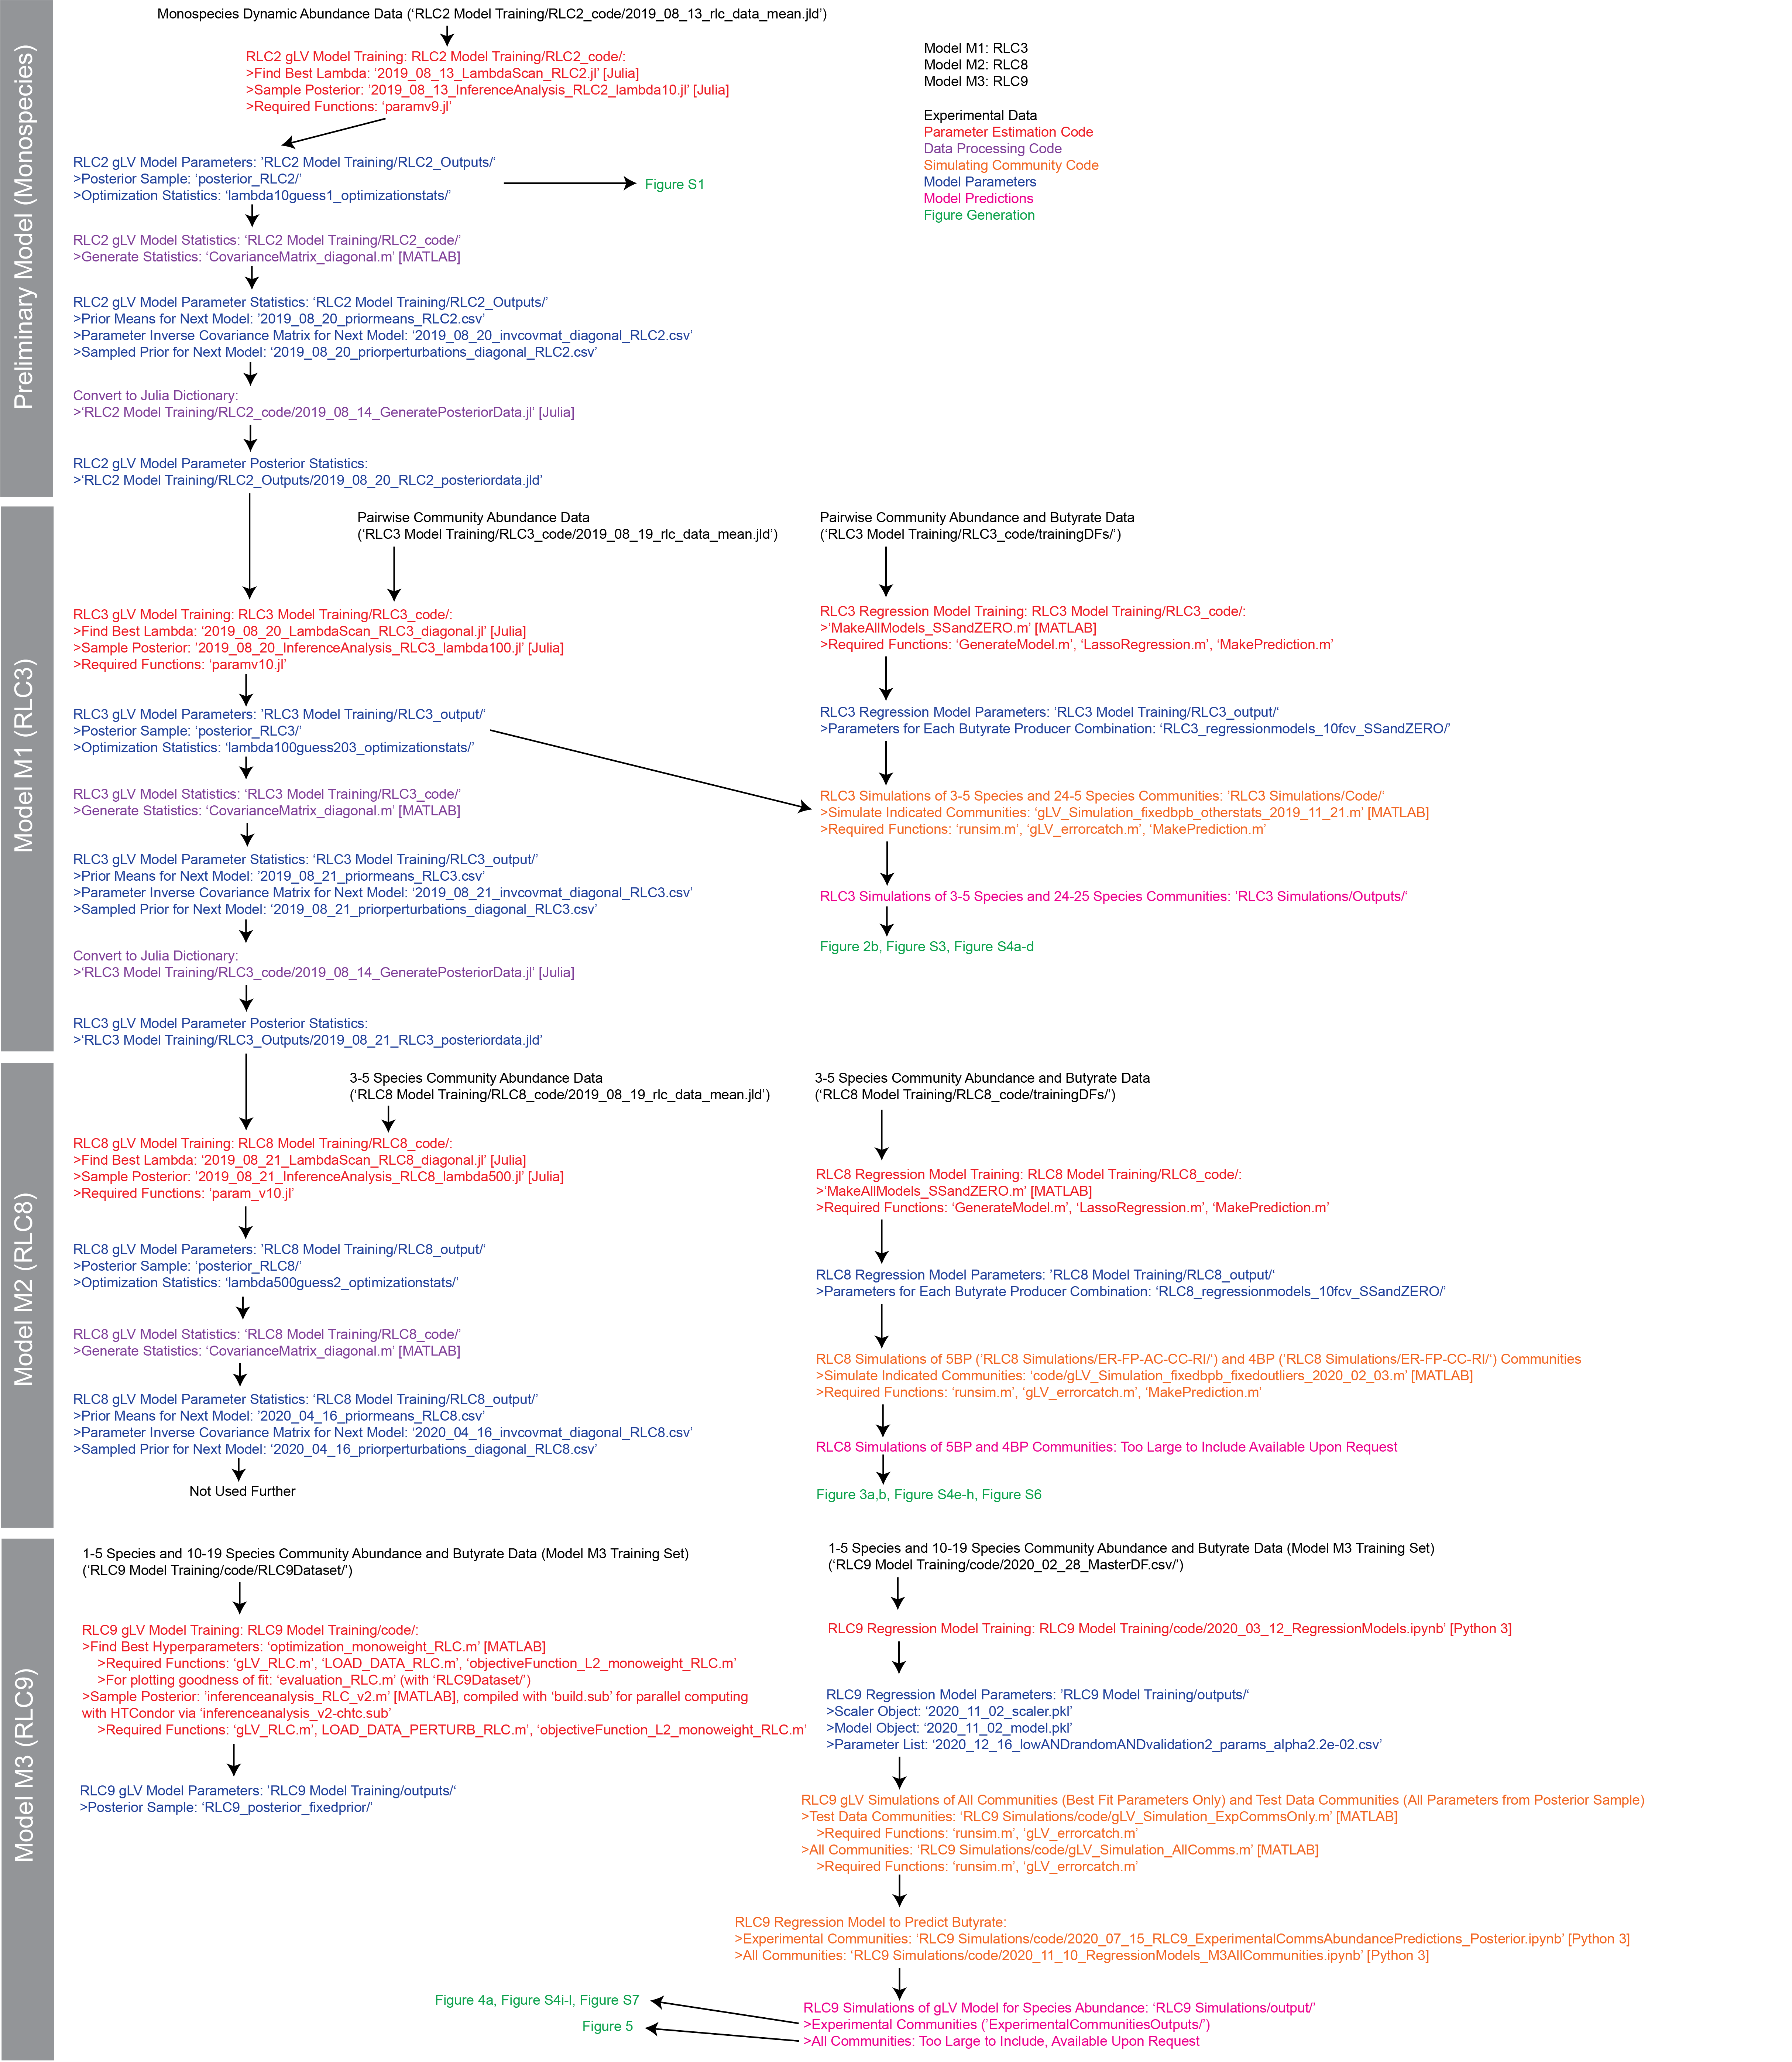 Preliminary Model (Monospecies)
Monospecies Dynamic Abundance Data (‘RLC2 Model Training/RLC2_code/2019_08_13_rlc_data_mean.jld’)
RLC2 gLV Model Training: RLC2 Model Training/RLC2_code/:
>Find Best Lambda: ‘2019_08_13_LambdaScan_RLC2.jl’ [Julia]
>Sample Posterior: ’2019_08_13_InferenceAnalysis_RLC2_lambda10.jl’ [Julia]
>Required Functions: ‘paramv9.jl’
Model M1: RLC3
Model M2: RLC8
Model M3: RLC9
Experimental Data
Parameter Estimation Code
Data Processing Code
Simulating Community Code
Model Parameters
Model Predictions
Figure Generation
RLC2 gLV Model Parameters: ’RLC2 Model Training/RLC2_Outputs/‘
>Posterior Sample: ‘posterior_RLC2/’
>Optimization Statistics: ‘lambda10guess1_optimizationstats/’
Figure S1
RLC2 gLV Model Statistics: ‘RLC2 Model Training/RLC2_code/’
>Generate Statistics: ‘CovarianceMatrix_diagonal.m’ [MATLAB]
RLC2 gLV Model Parameter Statistics: ‘RLC2 Model Training/RLC2_Outputs/’
>Prior Means for Next Model: ’2019_08_20_priormeans_RLC2.csv’
>Parameter Inverse Covariance Matrix for Next Model: ‘2019_08_20_invcovmat_diagonal_RLC2.csv’
>Sampled Prior for Next Model: ‘2019_08_20_priorperturbations_diagonal_RLC2.csv’
Convert to Julia Dictionary:
>‘RLC2 Model Training/RLC2_code/2019_08_14_GeneratePosteriorData.jl’ [Julia]
RLC2 gLV Model Parameter Posterior Statistics:
>‘RLC2 Model Training/RLC2_Outputs/2019_08_20_RLC2_posteriordata.jld’
Model M1 (RLC3)
Pairwise Community Abundance Data
(‘RLC3 Model Training/RLC3_code/2019_08_19_rlc_data_mean.jld’)
RLC3 gLV Model Training: RLC3 Model Training/RLC3_code/:
>Find Best Lambda: ‘2019_08_20_LambdaScan_RLC3_diagonal.jl’ [Julia]
>Sample Posterior: ’2019_08_20_InferenceAnalysis_RLC3_lambda100.jl’ [Julia]
>Required Functions: ‘paramv10.jl’
RLC3 gLV Model Parameters: ’RLC3 Model Training/RLC3_output/‘
>Posterior Sample: ‘posterior_RLC3/’
>Optimization Statistics: ‘lambda100guess203_optimizationstats/’
RLC3 gLV Model Statistics: ‘RLC3 Model Training/RLC3_code/’
>Generate Statistics: ‘CovarianceMatrix_diagonal.m’ [MATLAB]
RLC3 gLV Model Parameter Statistics: ‘RLC3 Model Training/RLC3_output/’
>Prior Means for Next Model: ’2019_08_21_priormeans_RLC3.csv’
>Parameter Inverse Covariance Matrix for Next Model: ‘2019_08_21_invcovmat_diagonal_RLC3.csv’
>Sampled Prior for Next Model: ‘2019_08_21_priorperturbations_diagonal_RLC3.csv’
Convert to Julia Dictionary:
>‘RLC3 Model Training/RLC3_code/2019_08_14_GeneratePosteriorData.jl’ [Julia]
RLC3 gLV Model Parameter Posterior Statistics:
>‘RLC3 Model Training/RLC3_Outputs/2019_08_21_RLC3_posteriordata.jld’
Pairwise Community Abundance and Butyrate Data
(‘RLC3 Model Training/RLC3_code/trainingDFs/’)
RLC3 Regression Model Training: RLC3 Model Training/RLC3_code/:
>‘MakeAllModels_SSandZERO.m’ [MATLAB]
>Required Functions: ‘GenerateModel.m’, ‘LassoRegression.m’, ‘MakePrediction.m’
RLC3 Regression Model Parameters: ’RLC3 Model Training/RLC3_output/‘
>Parameters for Each Butyrate Producer Combination: ‘RLC3_regressionmodels_10fcv_SSandZERO/’
RLC3 Simulations of 3-5 Species and 24-5 Species Communities: ’RLC3 Simulations/Code/‘
>Simulate Indicated Communities: ‘gLV_Simulation_fixedbpb_otherstats_2019_11_21.m’ [MATLAB]
>Required Functions: ‘runsim.m’, ‘gLV_errorcatch.m’, ‘MakePrediction.m’
RLC3 Simulations of 3-5 Species and 24-25 Species Communities: ’RLC3 Simulations/Outputs/‘
Figure 2b, Figure S3, Figure S4a-d
Model M2 (RLC8)
3-5 Species Community Abundance Data
(‘RLC8 Model Training/RLC8_code/2019_08_19_rlc_data_mean.jld’)
RLC8 gLV Model Training: RLC8 Model Training/RLC8_code/:
>Find Best Lambda: ‘2019_08_21_LambdaScan_RLC8_diagonal.jl’ [Julia]
>Sample Posterior: ’2019_08_21_InferenceAnalysis_RLC8_lambda500.jl’ [Julia]
>Required Functions: ‘param_v10.jl’
RLC8 gLV Model Parameters: ’RLC8 Model Training/RLC8_output/‘
>Posterior Sample: ‘posterior_RLC8/’
>Optimization Statistics: ‘lambda500guess2_optimizationstats/’
RLC8 gLV Model Statistics: ‘RLC8 Model Training/RLC8_code/’
>Generate Statistics: ‘CovarianceMatrix_diagonal.m’ [MATLAB]
RLC8 gLV Model Parameter Statistics: ‘RLC8 Model Training/RLC8_output/’
>Prior Means for Next Model: ’2020_04_16_priormeans_RLC8.csv’
>Parameter Inverse Covariance Matrix for Next Model: ‘2020_04_16_invcovmat_diagonal_RLC8.csv’
>Sampled Prior for Next Model: ‘2020_04_16_priorperturbations_diagonal_RLC8.csv’
Not Used Further
3-5 Species Community Abundance and Butyrate Data
(‘RLC8 Model Training/RLC8_code/trainingDFs/’)
RLC8 Regression Model Training: RLC8 Model Training/RLC8_code/:
>‘MakeAllModels_SSandZERO.m’ [MATLAB]
>Required Functions: ‘GenerateModel.m’, ‘LassoRegression.m’, ‘MakePrediction.m’
RLC8 Regression Model Parameters: ’RLC8 Model Training/RLC8_output/‘
>Parameters for Each Butyrate Producer Combination: ‘RLC8_regressionmodels_10fcv_SSandZERO/’
RLC8 Simulations of 5BP (’RLC8 Simulations/ER-FP-AC-CC-RI/‘) and 4BP (’RLC8 Simulations/ER-FP-CC-RI/‘) Communities
>Simulate Indicated Communities: ‘code/gLV_Simulation_fixedbpb_fixedoutliers_2020_02_03.m’ [MATLAB]
>Required Functions: ‘runsim.m’, ‘gLV_errorcatch.m’, ‘MakePrediction.m’
RLC8 Simulations of 5BP and 4BP Communities: Too Large to Include Available Upon Request
Figure 3a,b, Figure S4e-h, Figure S6
Model M3 (RLC9)
1-5 Species and 10-19 Species Community Abundance and Butyrate Data (Model M3 Training Set)
(‘RLC9 Model Training/code/RLC9Dataset/’)
RLC9 gLV Model Training: RLC9 Model Training/code/:
>Find Best Hyperparameters: ‘optimization_monoweight_RLC.m’ [MATLAB]
>Required Functions: ‘gLV_RLC.m’, ‘LOAD_DATA_RLC.m’, ‘objectiveFunction_L2_monoweight_RLC.m’
>For plotting goodness of fit: ‘evaluation_RLC.m’ (with ‘RLC9Dataset/’)
>Sample Posterior: ’inferenceanalysis_RLC_v2.m’ [MATLAB], compiled with ‘build.sub’ for parallel computing
with HTCondor via ‘inferenceanalysis_v2-chtc.sub’
>Required Functions: ‘gLV_RLC.m’, LOAD_DATA_PERTURB_RLC.m’, ‘objectiveFunction_L2_monoweight_RLC.m’
RLC9 gLV Model Parameters: ’RLC9 Model Training/outputs/‘
>Posterior Sample: ‘RLC9_posterior_fixedprior/’
1-5 Species and 10-19 Species Community Abundance and Butyrate Data (Model M3 Training Set)
(‘RLC9 Model Training/code/2020_02_28_MasterDF.csv/’)
RLC9 Regression Model Training: RLC9 Model Training/code/2020_03_12_RegressionModels.ipynb’ [Python 3]
RLC9 Regression Model Parameters: ’RLC9 Model Training/outputs/‘
>Scaler Object: ‘2020_11_02_scaler.pkl’
>Model Object: ‘2020_11_02_model.pkl’
>Parameter List: ‘2020_12_16_lowANDrandomANDvalidation2_params_alpha2.2e-02.csv’
RLC9 gLV Simulations of All Communities (Best Fit Parameters Only) and Test Data Communities (All Parameters from Posterior Sample)
>Test Data Communities: ‘RLC9 Simulations/code/gLV_Simulation_ExpCommsOnly.m’ [MATLAB]
>Required Functions: ‘runsim.m’, ‘gLV_errorcatch.m’
>All Communities: ‘RLC9 Simulations/code/gLV_Simulation_AllComms.m’ [MATLAB]
>Required Functions: ‘runsim.m’, ‘gLV_errorcatch.m’
RLC9 Regression Model to Predict Butyrate:
>Experimental Communities: ‘RLC9 Simulations/code/2020_07_15_RLC9_ExperimentalCommsAbundancePredictions_Posterior.ipynb’ [Python 3]
>All Communities: ‘RLC9 Simulations/code/2020_11_10_RegressionModels_M3AllCommunities.ipynb’ [Python 3]
RLC9 Simulations of gLV Model for Species Abundance: ‘RLC9 Simulations/output/’
>Experimental Communities (’ExperimentalCommunitiesOutputs/’)
>All Communities: Too Large to Include, Available Upon Request
Figure 4a, Figure S4i-l, Figure S7
Figure 5